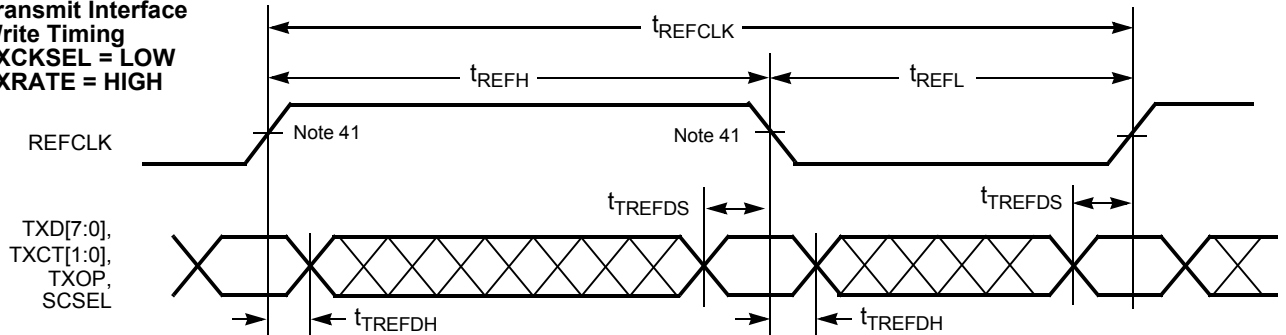 ransmit Interface
rite Timing
XCKSEL = LOW
XRATE = HIGH
tREFCLK
tREFH
tREFL
REFCLK
Note 41
Note 41
tTREFDS
tTREFDS
TXD[7:0],
TXCT[1:0],
TXOP,
SCSEL
tTREFDH
tTREFDH